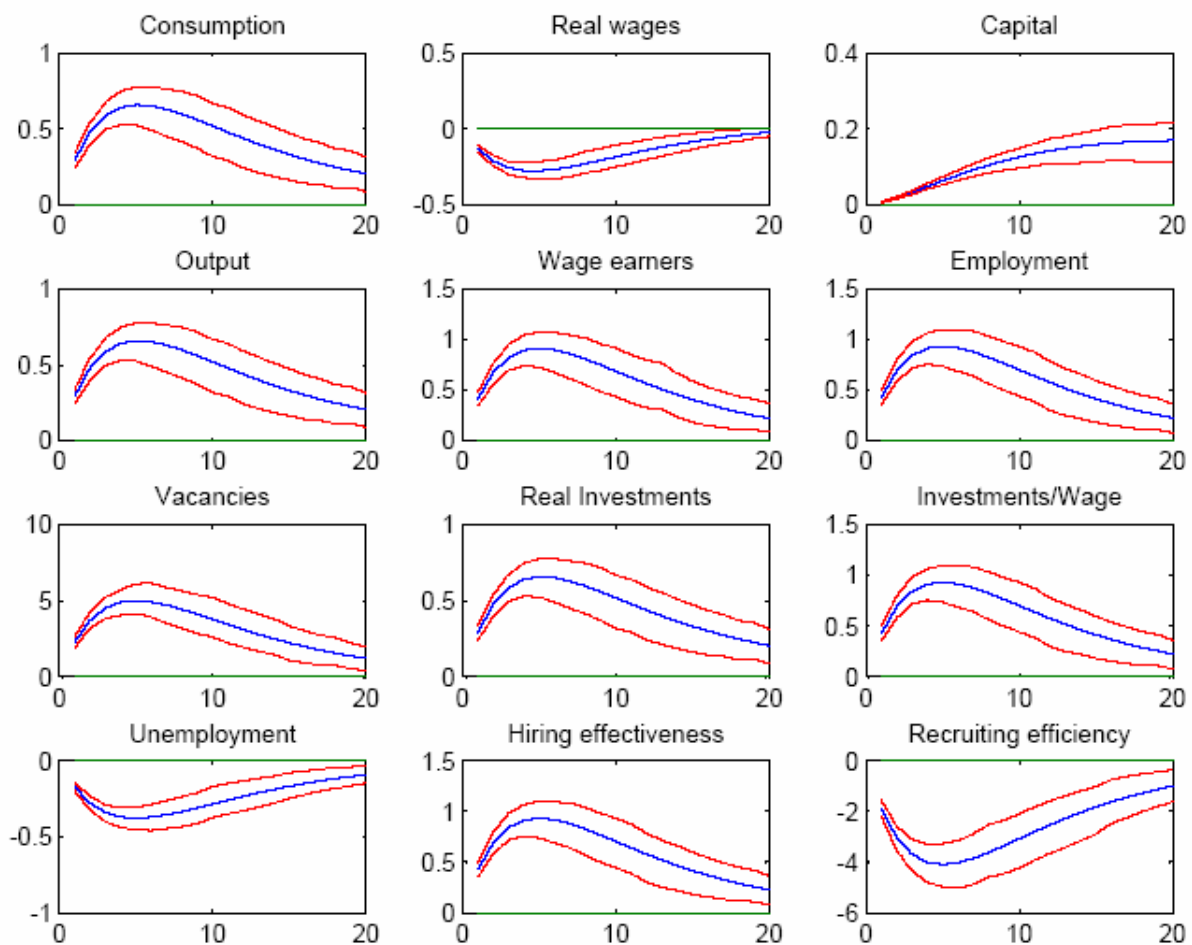 Consumption Real wages Capital
1 0.5 0.4
0.5 0 0.2
0 -0.5 0
0 10 20 0 10 20 0 10 20
Output Wage earners Employment
1 1.5 1.5
1 1
0.5 0.5 0.5
0 0 0
0 10 20 0 10 20 0 10 20
Vacancies Real Investments Investments/Wage
10 1 1.5
1
5 0.5 0.5
0 0 0
0 10 20 0 10 20 0 10 20
Unemployment Hiring effectiveness Recruiting efficiency
0 1.5 0
1 -2
-0.5 0.5 -4
-1 0 -6
0 10 20 0 10 20 0 10 20